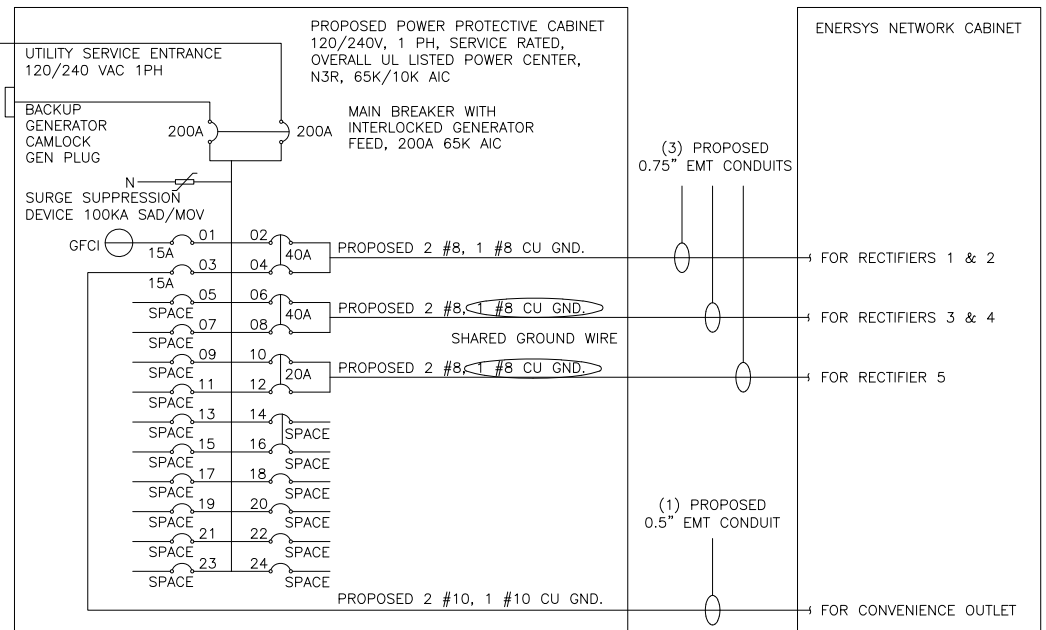 PROPOSED POWER PROTECTIVE CABINET
120/240V, 1 PH, SERVICE RATED,
OVERALL UL LISTED POWER CENTER,
N3R, 65K/10K AIC
ENERSYS NETWORK CABINET
UTILITY SERVICE ENTRANCE
120/240 VAC 1PH
BACKUP
GENERATOR
CAMLOCK
GEN PLUG
200A
200A
MAIN BREAKER WITH
INTERLOCKED GENERATOR
FEED, 200A 65K AIC
(3) PROPOSED
0.75" EMT CONDUITS
N
SURGE SUPPRESSION
DEVICE 100KA SAD/MOV
GFCI
15A
01
02
40A
PROPOSED 2 #8, 1 #8 CU GND.
FOR RECTIFIERS 1 & 2
15A
03
04
SPACE
05
06
40A
PROPOSED 2 #8, 1 #8 CU GND.
FOR RECTIFIERS 3 & 4
SPACE
07
08
SHARED GROUND WIRE
SPACE
09
10
20A
PROPOSED 2 #8, 1 #8 CU GND.
FOR RECTIFIER 5
SPACE
11
12
SPACE
13
14
SPACE
SPACE
15
16
SPACE
SPACE
17
18
SPACE
SPACE
19
20
SPACE
SPACE
21
22
SPACE
SPACE
23
24
SPACE
(1) PROPOSED
0.5" EMT CONDUIT
PROPOSED 2 #10, 1 #10 CU GND.
FOR CONVENIENCE OUTLET